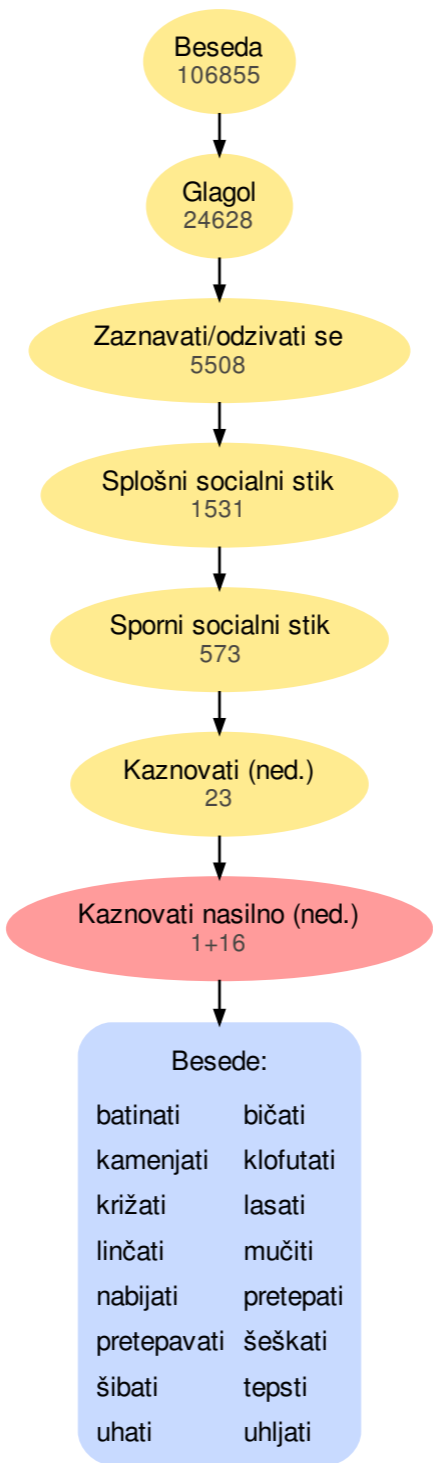 Beseda
106855
Glagol
24628
Zaznavati/odzivati se
5508
Splošni socialni stik
1531
Sporni socialni stik
573
Kaznovati (ned.)
23
Kaznovati nasilno (ned.)
1+16
Besede:
batinati bičati
kamenjati klofutati
križati lasati
linčati mučiti
nabijati pretepati
pretepavati šeškati
šibati tepsti
uhati uhljati